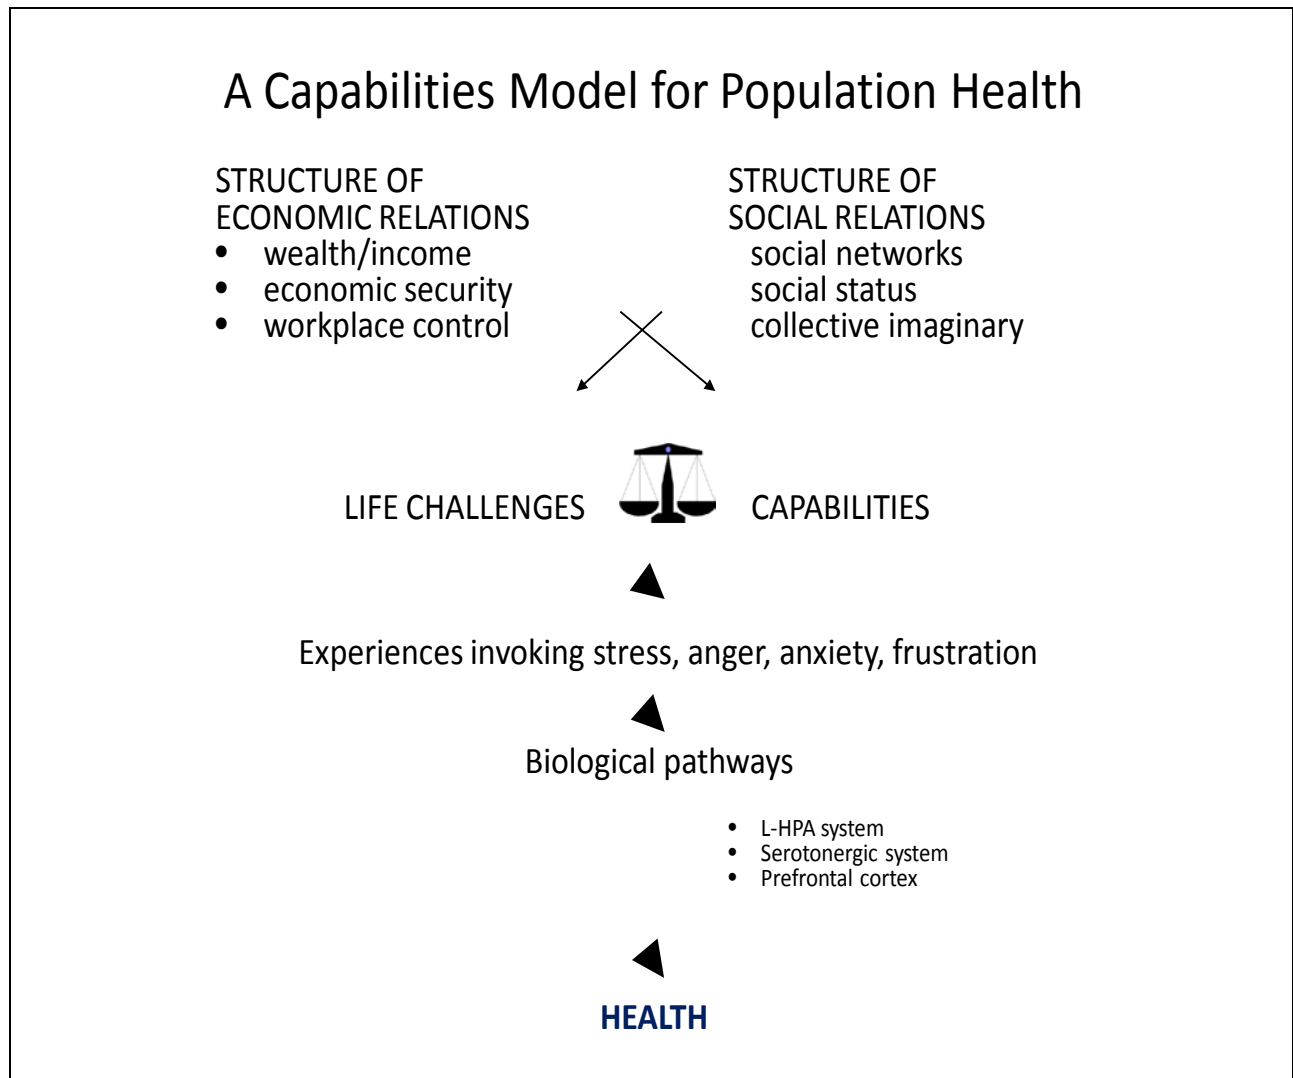 A Capabilities Model for Population Health
STRUCTURE OF
ECONOMIC RELATIONS
• wealth/income
• economic security
• workplace control
STRUCTURE OF
SOCIAL RELATIONS
social networks
social status
collective imaginary
LIFE CHALLENGES
CAPABILITIES
Experiences invoking stress, anger, anxiety, frustration
Biological pathways
• L-HPA system
• Serotonergic system
• Prefrontal cortex
HEALTH